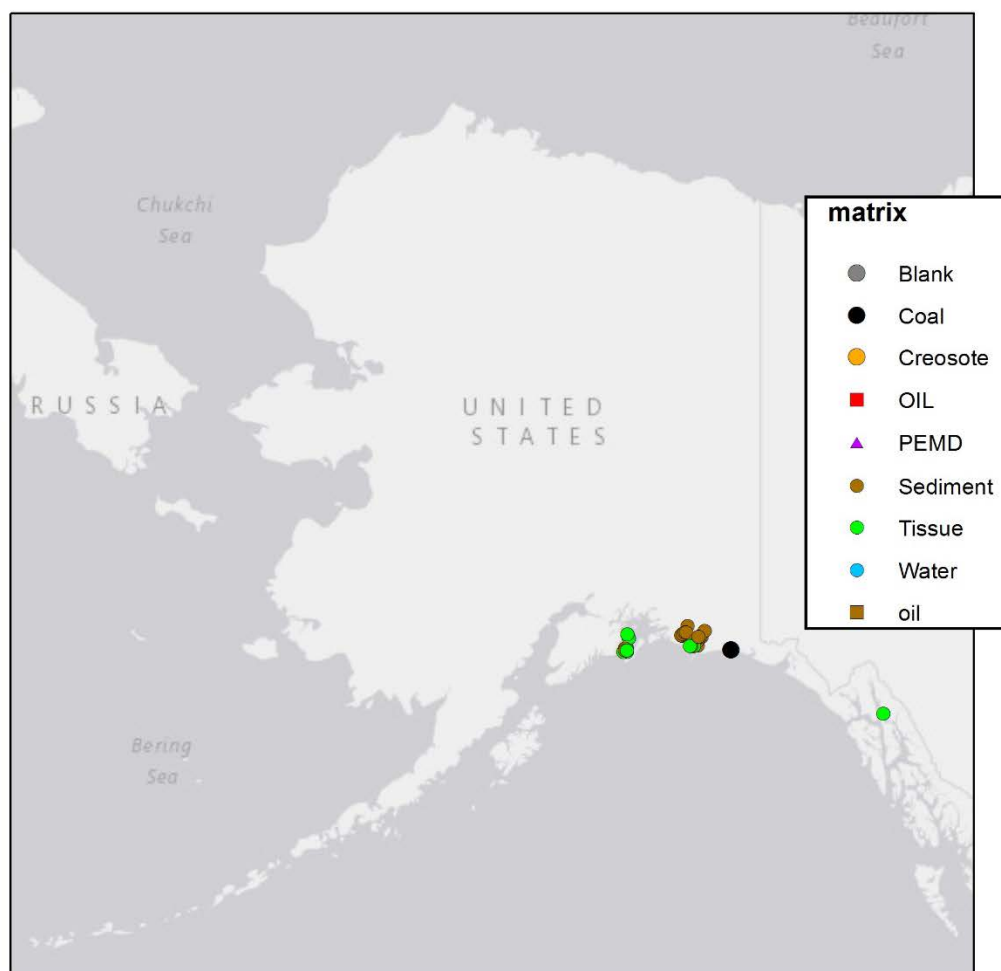 Beaufort
Sea
Chukchi
Sea
RUSSIA
UNITED
STATES
Bering
Sea
matrix
Blank
Coal
Creosote
OIL
PEMD
Sediment
Tissue
Water
oil